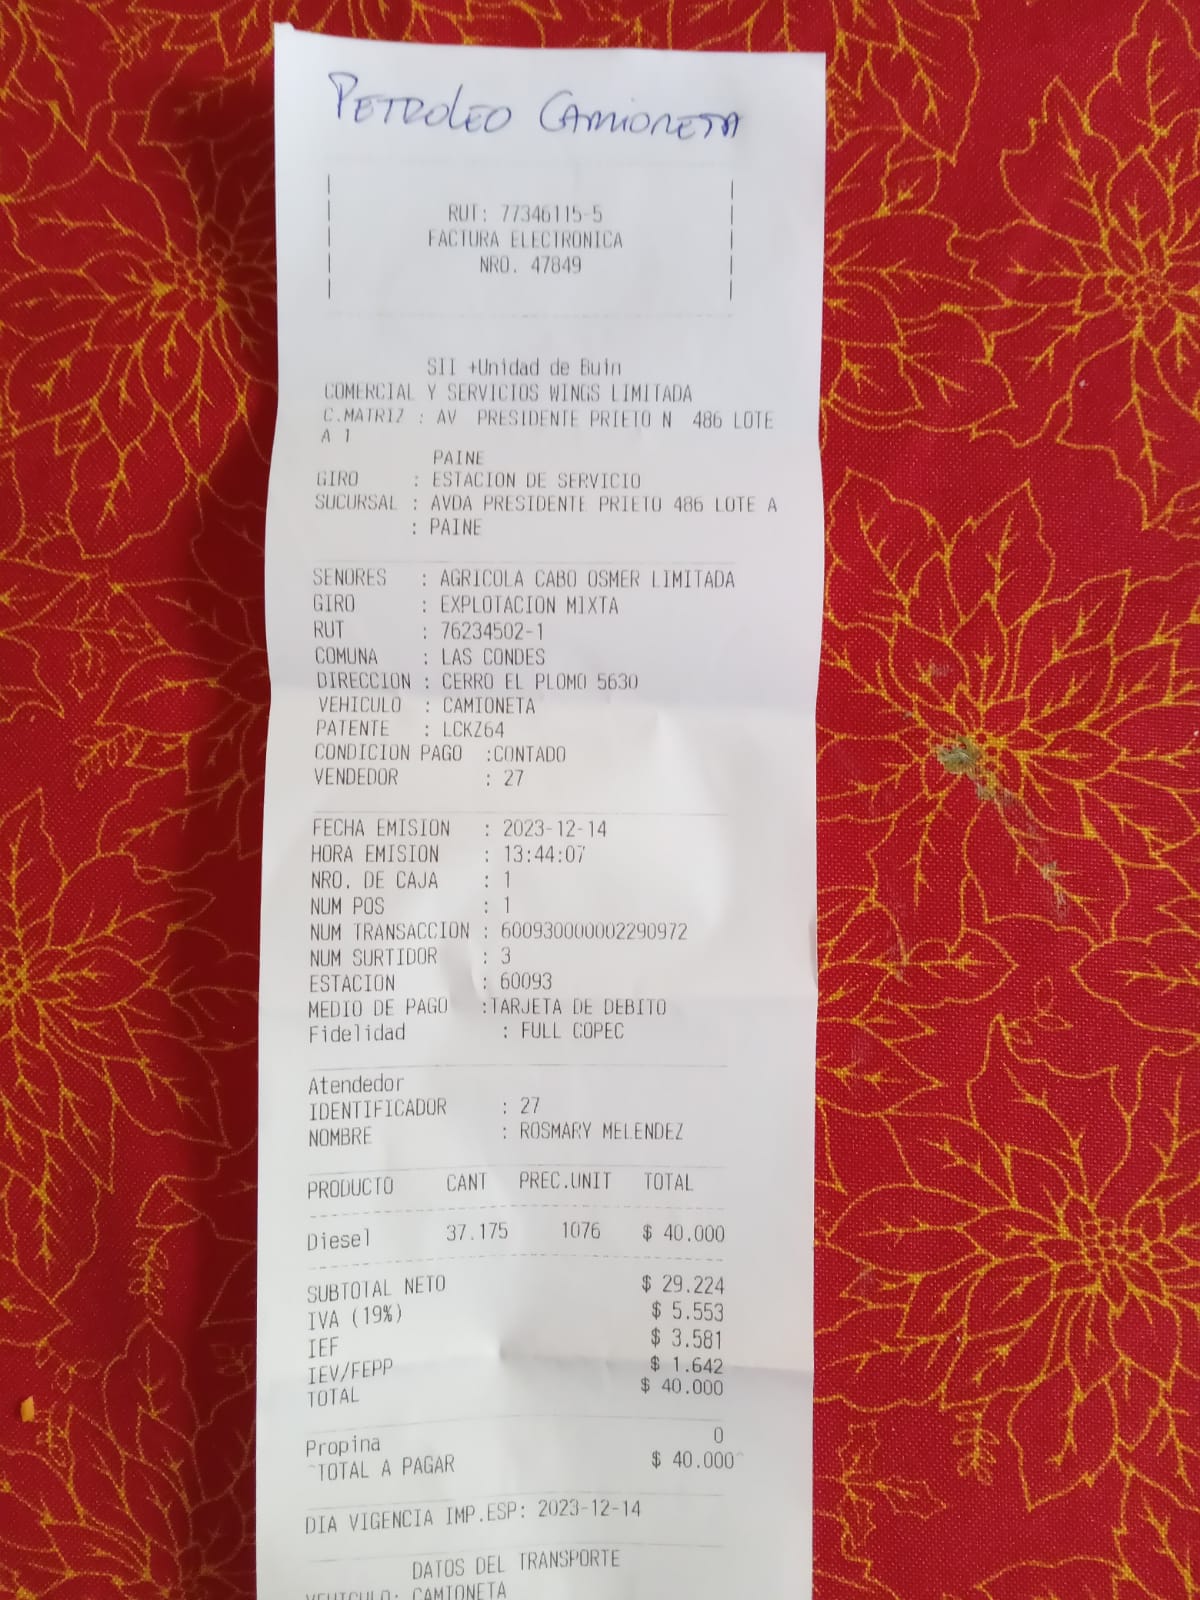 PETROLEO CAMIONETA
RUT: 77346115-5
FACTURA ELECTRONICA
NRO. 47849
SII +Unidad de Buin
COMERCIAL Y SERVICIOS WINGS LIMITADA
C.MATRIZ : AV PRESIDENTE PRIETO N 486 LOTE
A 1
PAINE
GIRO : ESTACION DE SERVICIO
SUCURSAL : AVDA PRESIDENTE PRIETO 486 LOTE A
: PAINE
SENORES : AGRICOLA CABO OSMER LIMITADA
GIRO : EXPLOTACION MIXTA
RUT : 76234502-1
COMUNA : LAS CONDES
DIRECCION : CERRO EL PLOMO 5630
VEHICULO : CAMIONETA
PATENTE : LCKZ64
CONDICION PAGO :CONTADO
VENDEDOR : 27
FECHA EMISION : 2023-12-14
HORA EMISION : 13:44:07
NRO. DE CAJA : 1
NUM POS : 1
NUM TRANSACCION : 600930000002290972
NUM SURTIDOR : 3
ESTACION : 60093
MEDIO DE PAGO :TARJETA DE DEBITO
Fidelidad : FULL COPEC
Atendedor
IDENTIFICADOR : 27
NOMBRE : ROSMARY MELENDEZ
PRODUCTO CANT PREC.UNIT TOTAL
Diesel 37.175 1076 $ 40.000
SUBTOTAL NETO $ 29.224
IVA (19%) $ 5.553
IEF $ 3.581
IEV/FEPP $ 1.642
TOTAL $ 40.000
Propina 0
TOTAL A PAGAR $ 40.000
DIA VIGENCIA IMP.ESP: 2023-12-14
DATOS DEL TRANSPORTE
VEHICULO: CAMIONETA